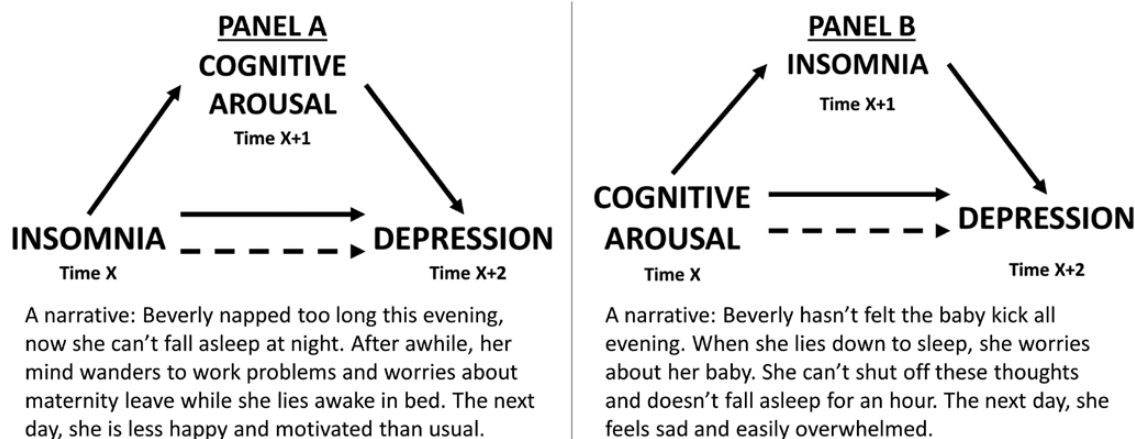 PANEL A
COGNITIVE
AROUSAL
Time X+1
INSOMNIA
Time X
DEPRESSION
Time X+2
A narrative: Beverly napped too long this evening,
now she can't fall asleep at night. After awhile, her
mind wanders to work problems and worries about
maternity leave while she lies awake in bed. The next
day, she is less happy and motivated than usual.
PANEL B
INSOMNIA
Time X+1
COGNITIVE
AROUSAL
Time X
DEPRESSION
Time X+2
A narrative: Beverly hasn't felt the baby kick all
evening. When she lies down to sleep, she worries
about her baby. She can't shut off these thoughts
and doesn't fall asleep for an hour. The next day, she
feels sad and easily overwhelmed.